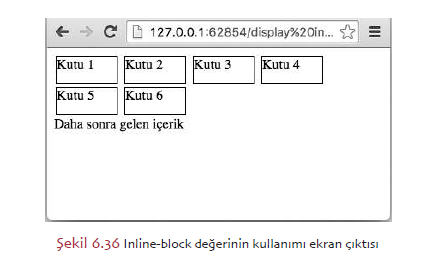 127.0.0.1:62854/display%20in...
Kutu 1 Kutu 2 Kutu 3 Kutu 4
Kutu 5 Kutu 6
Daha sonra gelen içerik
Şekil 6.36 Inline-block değerinin kullanımı ekran çıktısı